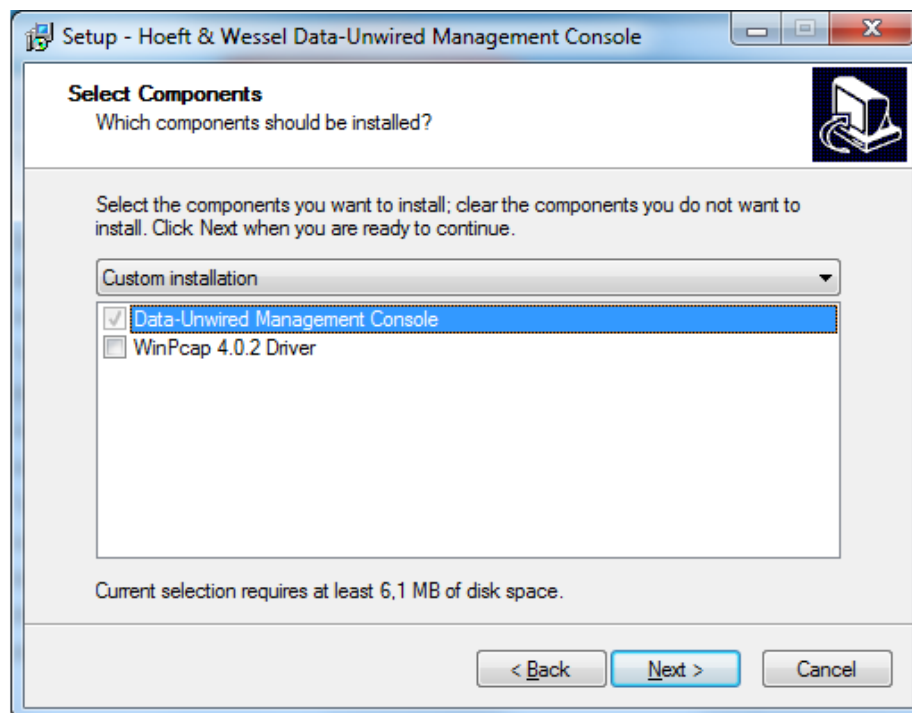 Setup - Hoeft & Wessel Data-Unwired Management Console
Select Components
Which components should be installed?
Select the components you want to install; clear the components you do not want to
install. Click Next when you are ready to continue.
Custom installation
Data-Unwired Management Console
WinPcap 4.0.2 Driver
Current selection requires at least 6,1 MB of disk space.
< Back Next > Cancel